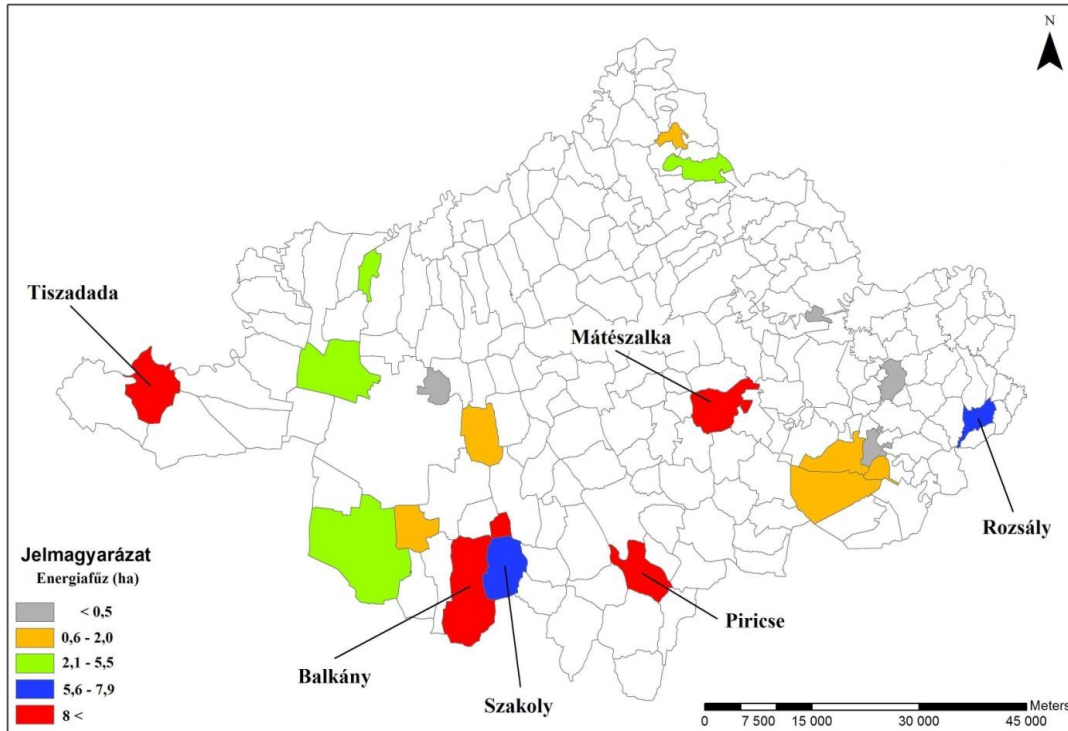 N
Tiszadada
Mátészalka
Rozsály
Piricse
Balkány
Szakoly
Jelmagyarázat
Energiafűz (ha)
< 0,5
0,6 - 2,0
2,1 - 5,5
5,6 - 7,9
8 <
Meters
0 7 500 15 000 30 000 45 000